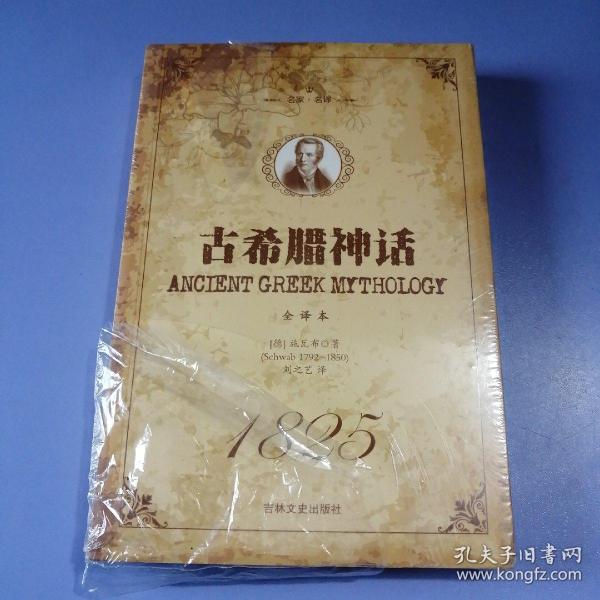 名家·名译
古希腊神话
ANCIENT GREEK MYTHOLOGY
全译本
[德] 施瓦布◎著
(Schwab 1792-1850)
刘之艺 译
1825
吉林文史出版社
孔夫子旧书网
www.kongfz.com